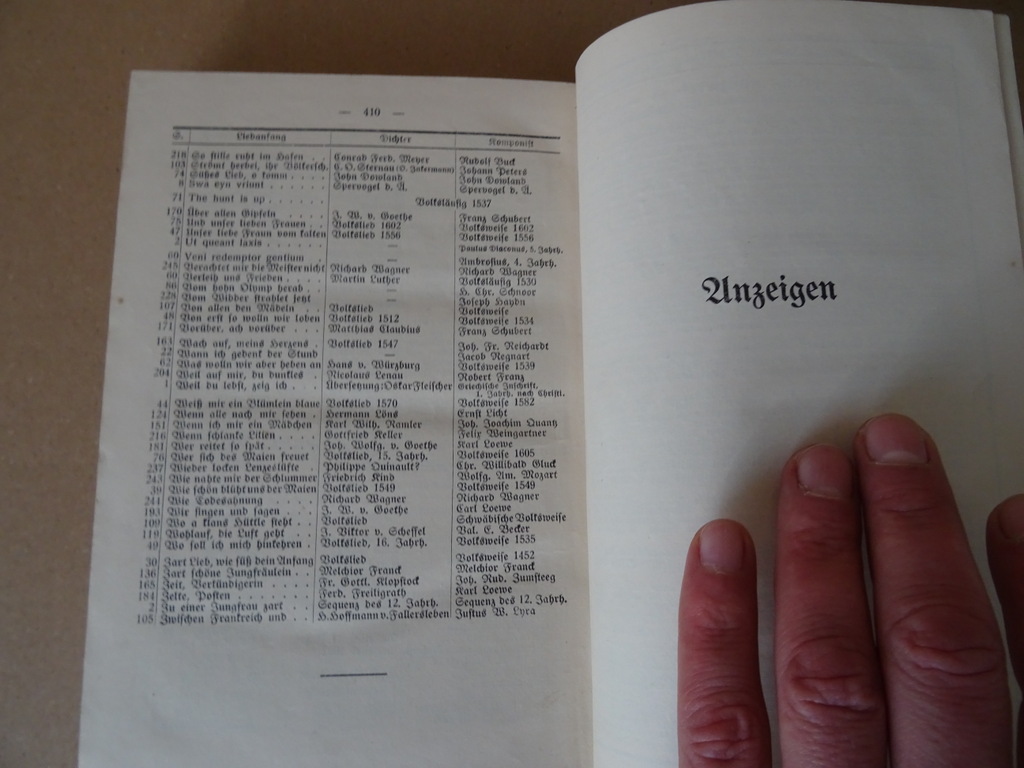 — 410 —
S. Liedanfang Dichter Komponist
218 So stille ruht im Hafen . . Conrad Ferd. Meyer Rudolf Buck
103 Strömt herbei, ihr Völkersch. C. O. Sternau (O. Inkermann) Johann Peters
74 Süßes Lieb, o komm . . . . John Dowland John Dowland
8 Swa eyn vriunt . . . . . Spervogel d. Ä. Spervogel d. Ä.
71 The hunt is up . . . . . . Volksläufig 1537
170 Über allen Gipfeln . . . . J. W. v. Goethe Franz Schubert
75 Und unser lieben Frauen . . Volkslied 1602 Volksweise 1602
47 Unser liebe Fraun vom kalten Volkslied 1556 Volksweise 1556
2 Ut queant laxis . . . . . . — Paulus Diaconus, 5. Jahrh.
60 Veni redemptor gentium . — Ambrosius, 4. Jahrh.
245 Verachtet mir die Meister nicht Richard Wagner Richard Wagner
60 Verleih uns Frieden . . . . Martin Luther Volksläufig 1530
86 Vom hohn Olymp herab . . — H. Chr. Schnoor
228 Vom Widder strahlet jetzt — Joseph Haydn
107 Von allen den Mädeln . . Volkslied Volksweise
48 Von erst so wolln wir loben Volkslied 1512 Volksweise 1534
171 Vorüber, ach vorüber . . . Matthias Claudius Franz Schubert
163 Wach auf, meins Herzens . Volkslied 1547 Joh. Fr. Reichardt
22 Wann ich gedenk der Stund — Jacob Regnart
62 Was wolln wir aber heben an Hans v. Würzburg Volksweise 1539
204 Weil auf mir, du dunkles . Nicolaus Lenau Robert Franz
1 Weil du lebst, zeig ich . . . Übersetzung: Oskar Fleischer Griechische Inschrift,
1. Jahrh. nach Christi.
44 Weiß mir ein Blümlein blaue Volkslied 1570 Volksweise 1582
124 Wenn alle nach mir sehen . Hermann Löns Ernst Licht
151 Wenn ich mir ein Mädchen Karl Wilh. Ramler Joh. Joachim Quantz
216 Wenn schlanke Lilien . . . Gottfried Keller Felix Weingartner
181 Wer reitet so spät . . . . . Joh. Wolfg. v. Goethe Karl Loewe
76 Wer sich des Maien freuet Volkslied, 15. Jahrh. Volksweise 1605
237 Wieder locken Lenzeslüfte . Philippe Quinault? Chr. Willibald Gluck
243 Wie nahte mir der Schlummer Friedrich Kind Wolfg. Am. Mozart
39 Wie schön blüht uns der Maien Volkslied 1549 Volksweise 1549
241 Wie Todesahnung . . . . Richard Wagner Richard Wagner
193 Wir singen und sagen . . . J. W. v. Goethe Carl Loewe
109 Wo a klans Hüttle steht . . Volkslied Schwäbische Volksweise
119 Wohlauf, die Luft geht . . J. Viktor v. Scheffel Val. E. Becker
49 Wo soll ich mich hinkehren . Volkslied, 16. Jahrh. Volksweise 1535
30 Zart Lieb, wie süß dein Anfang Volkslied Volksweise 1452
136 Zart schöne Jungfräulein . . Melchior Franck Melchior Franck
165 Zeit, Verkündigerin . . . . Fr. Gottl. Klopstock Joh. Rud. Zumsteeg
184 Zelte, Posten . . . . . . . Ferd. Freiligrath Karl Loewe
2 Zu einer Jungfrau zart . . Sequenz des 12. Jahrh. Sequenz des 12. Jahrh.
105 Zwischen Frankreich und . . H. Hoffmann v. Fallersleben Justus W. Lyra
Anzeigen